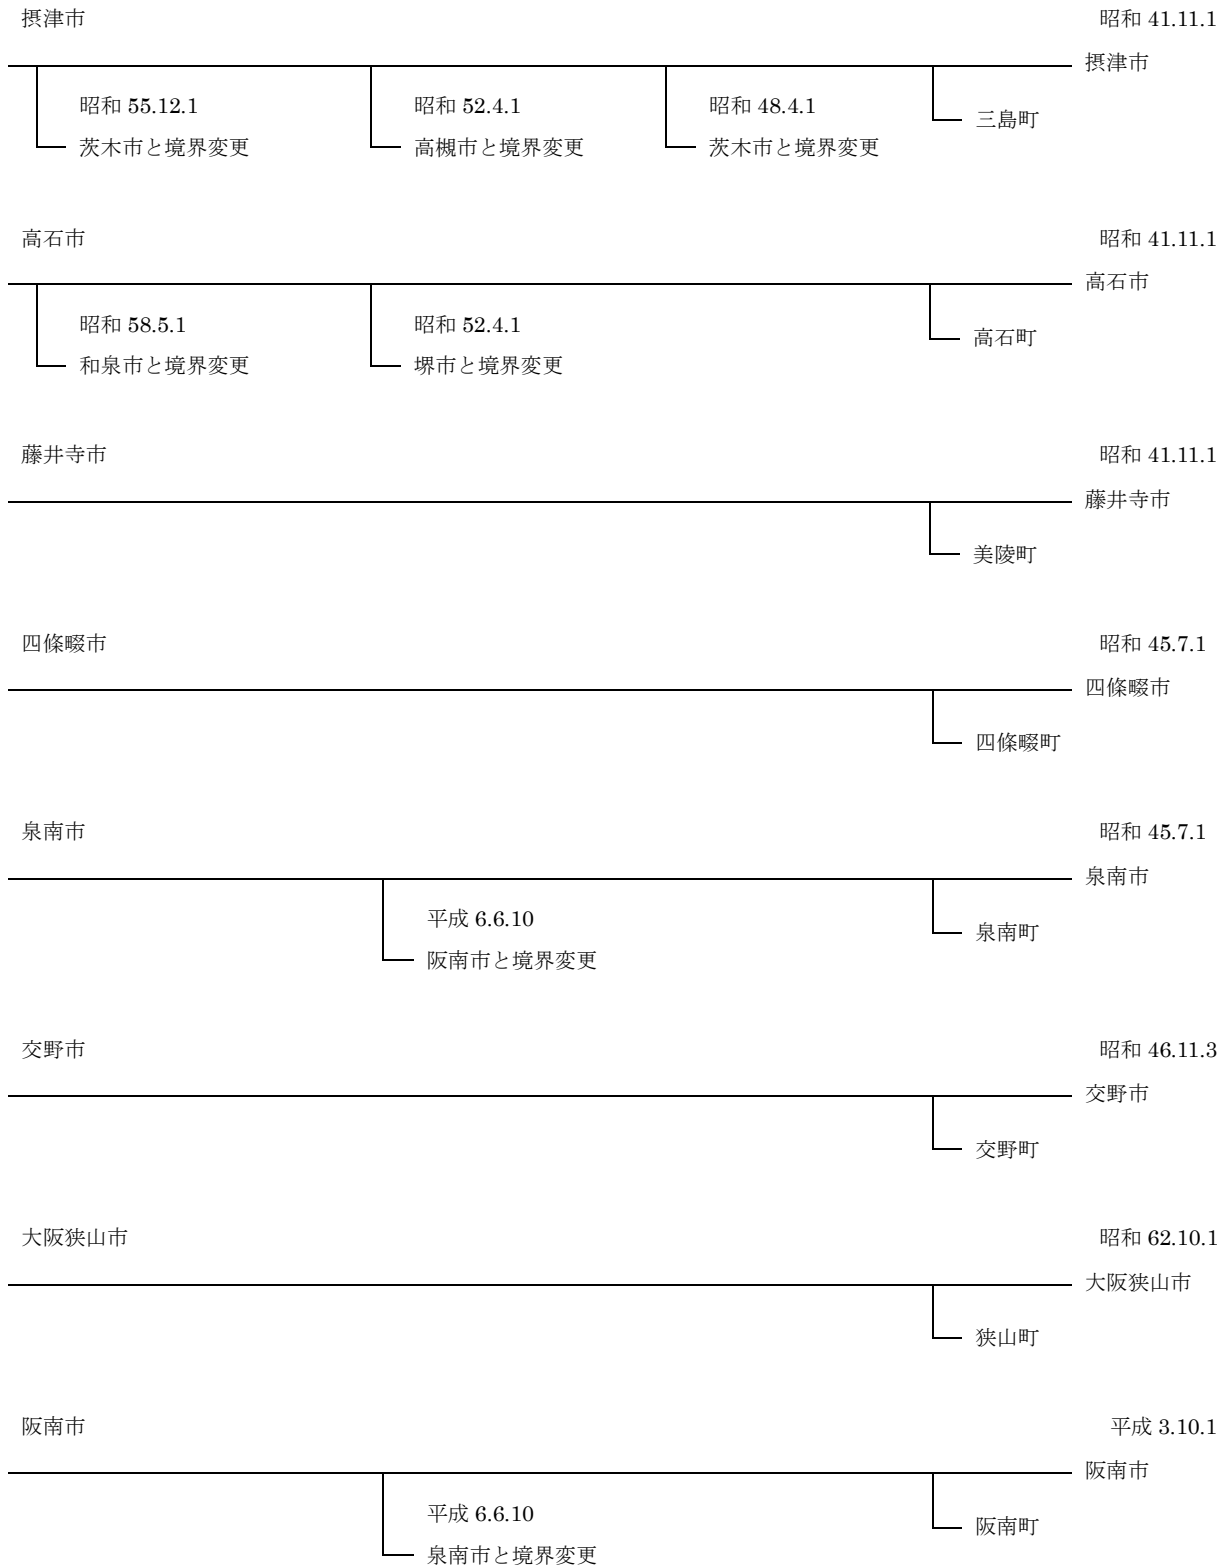 摂津市 昭和 41.11.1
摂津市
昭和 55.12.1 昭和 52.4.1 昭和 48.4.1
三島町
茨木市と境界変更 高槻市と境界変更 茨木市と境界変更
高石市 昭和 41.11.1
高石市
昭和 58.5.1 昭和 52.4.1
高石町
和泉市と境界変更 堺市と境界変更
藤井寺市 昭和 41.11.1
藤井寺市
美陵町
四條畷市 昭和 45.7.1
四條畷市
四條畷町
泉南市 昭和 45.7.1
泉南市
平成 6.6.10
泉南町
阪南市と境界変更
交野市 昭和 46.11.3
交野市
交野町
大阪狭山市 昭和 62.10.1
大阪狭山市
狭山町
阪南市 平成 3.10.1
阪南市
平成 6.6.10
阪南町
泉南市と境界変更